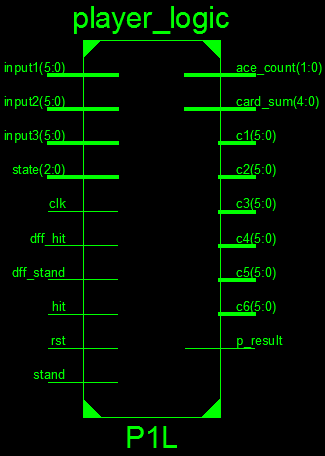 player_logic
input1(5:0)
ace_count(1:0)
input2(5:0)
card_sum(4:0)
input3(5:0)
c1(5:0)
state(2:0)
c2(5:0)
clk
c3(5:0)
dff_hit
c4(5:0)
dff_stand
c5(5:0)
hit
c6(5:0)
rst
p_result
stand
P1L